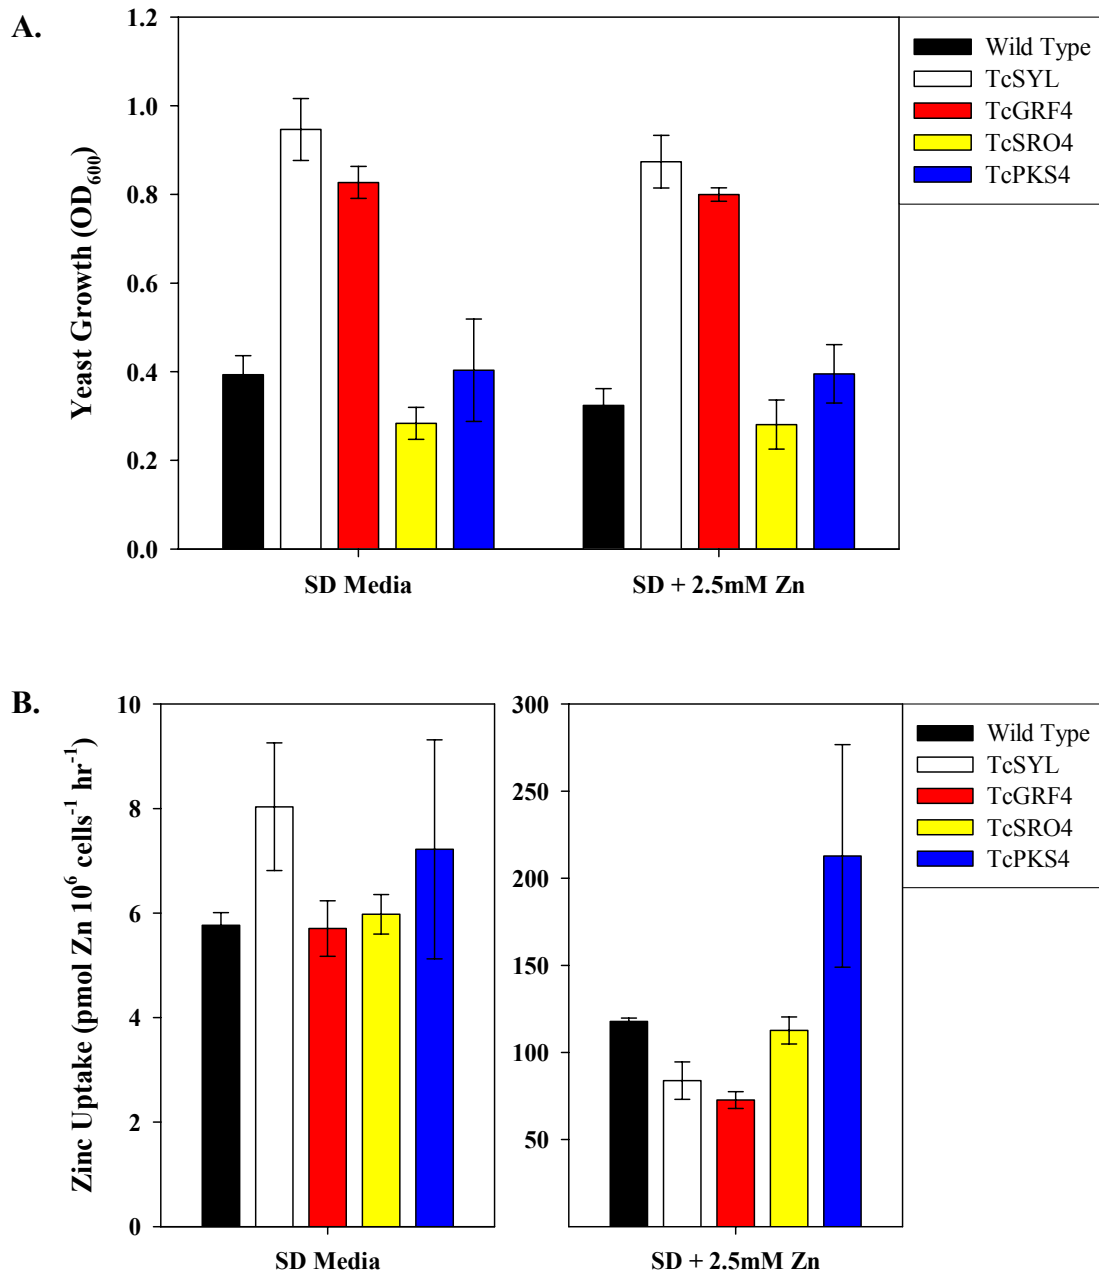 A.
1.2
1.0
0.8
0.6
0.4
0.2
0.0
Yeast Growth (OD600)
SD Media
SD + 2.5mM Zn
Wild Type
TcSYL
TcGRF4
TcSRO4
TcPKS4
B.
10
8
6
4
2
0
Zinc Uptake (pmol Zn 10^6 cells^-1 hr^-1)
SD Media
300
250
200
150
100
50
SD + 2.5mM Zn
Wild Type
TcSYL
TcGRF4
TcSRO4
TcPKS4